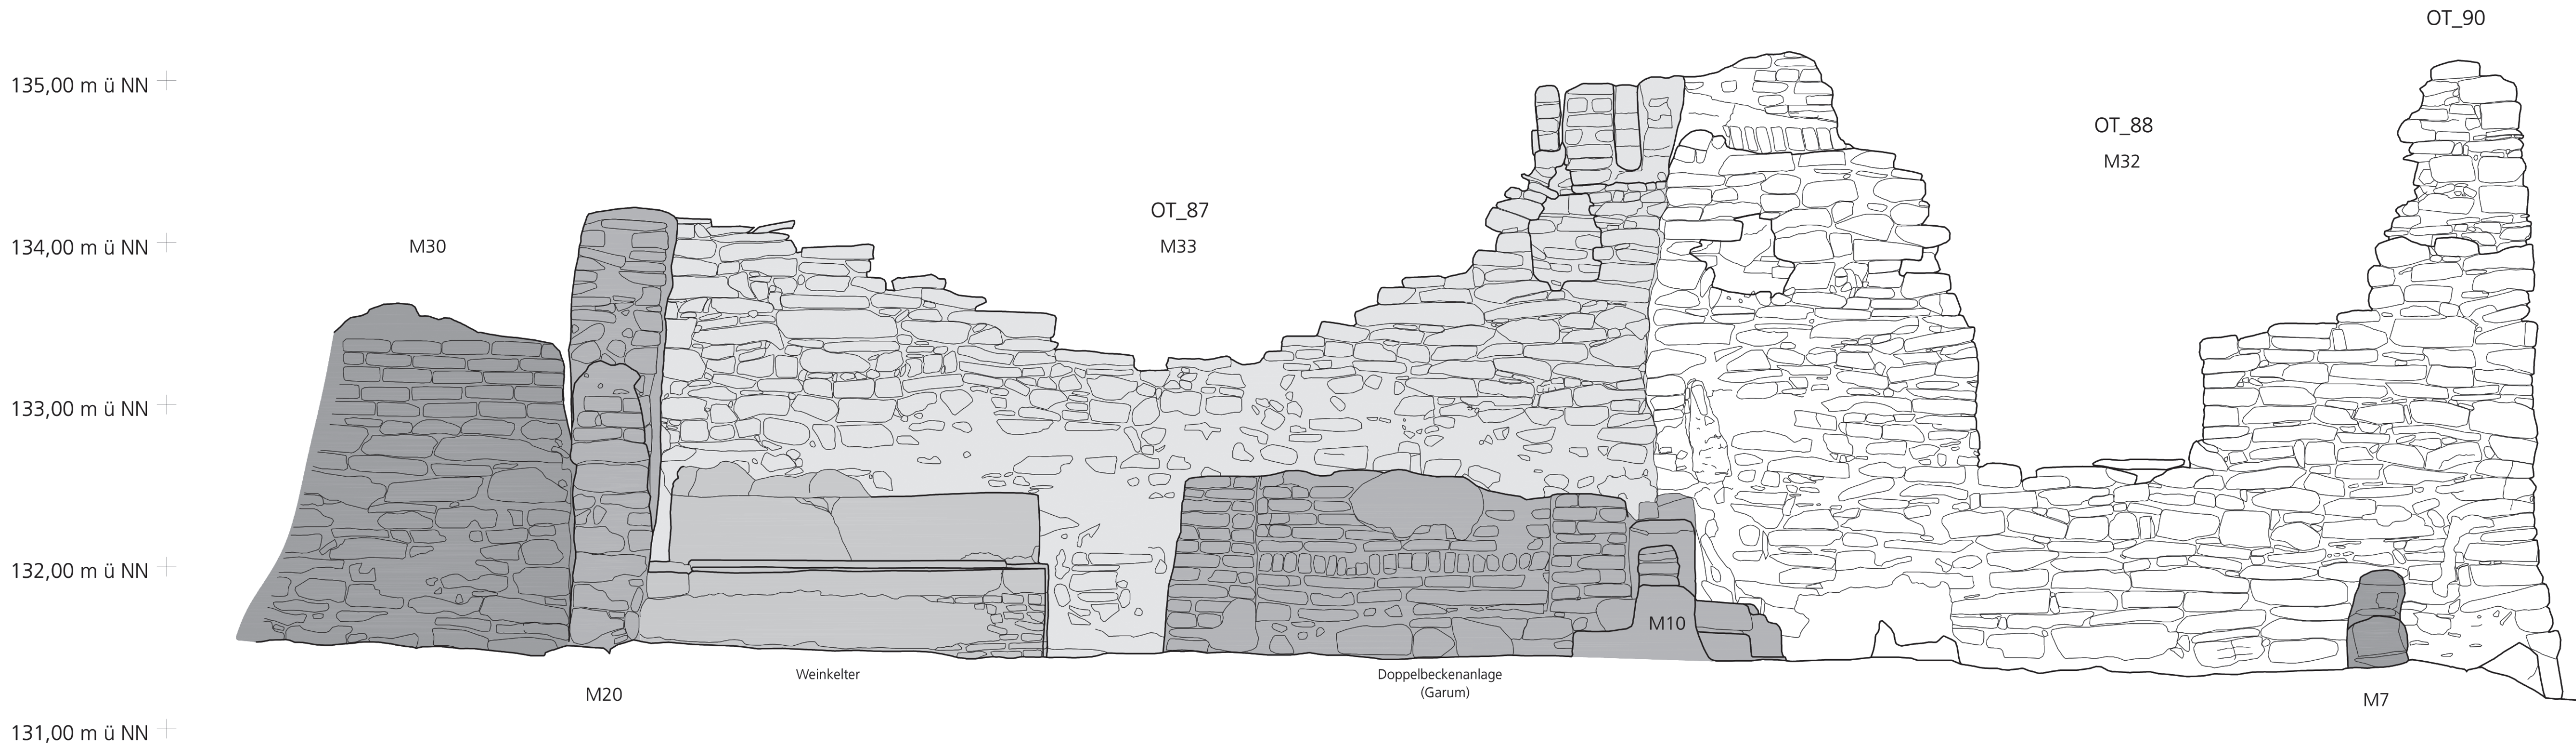 OT_90
135,00 m ü NN
OT_88
M32
OT_87
134,00 m ü NN
M30
M33
133,00 m ü NN
132,00 m ü NN
M10
Weinkelter
Doppelbeckenanlage
(Garum)
M20
M7
131,00 m ü NN